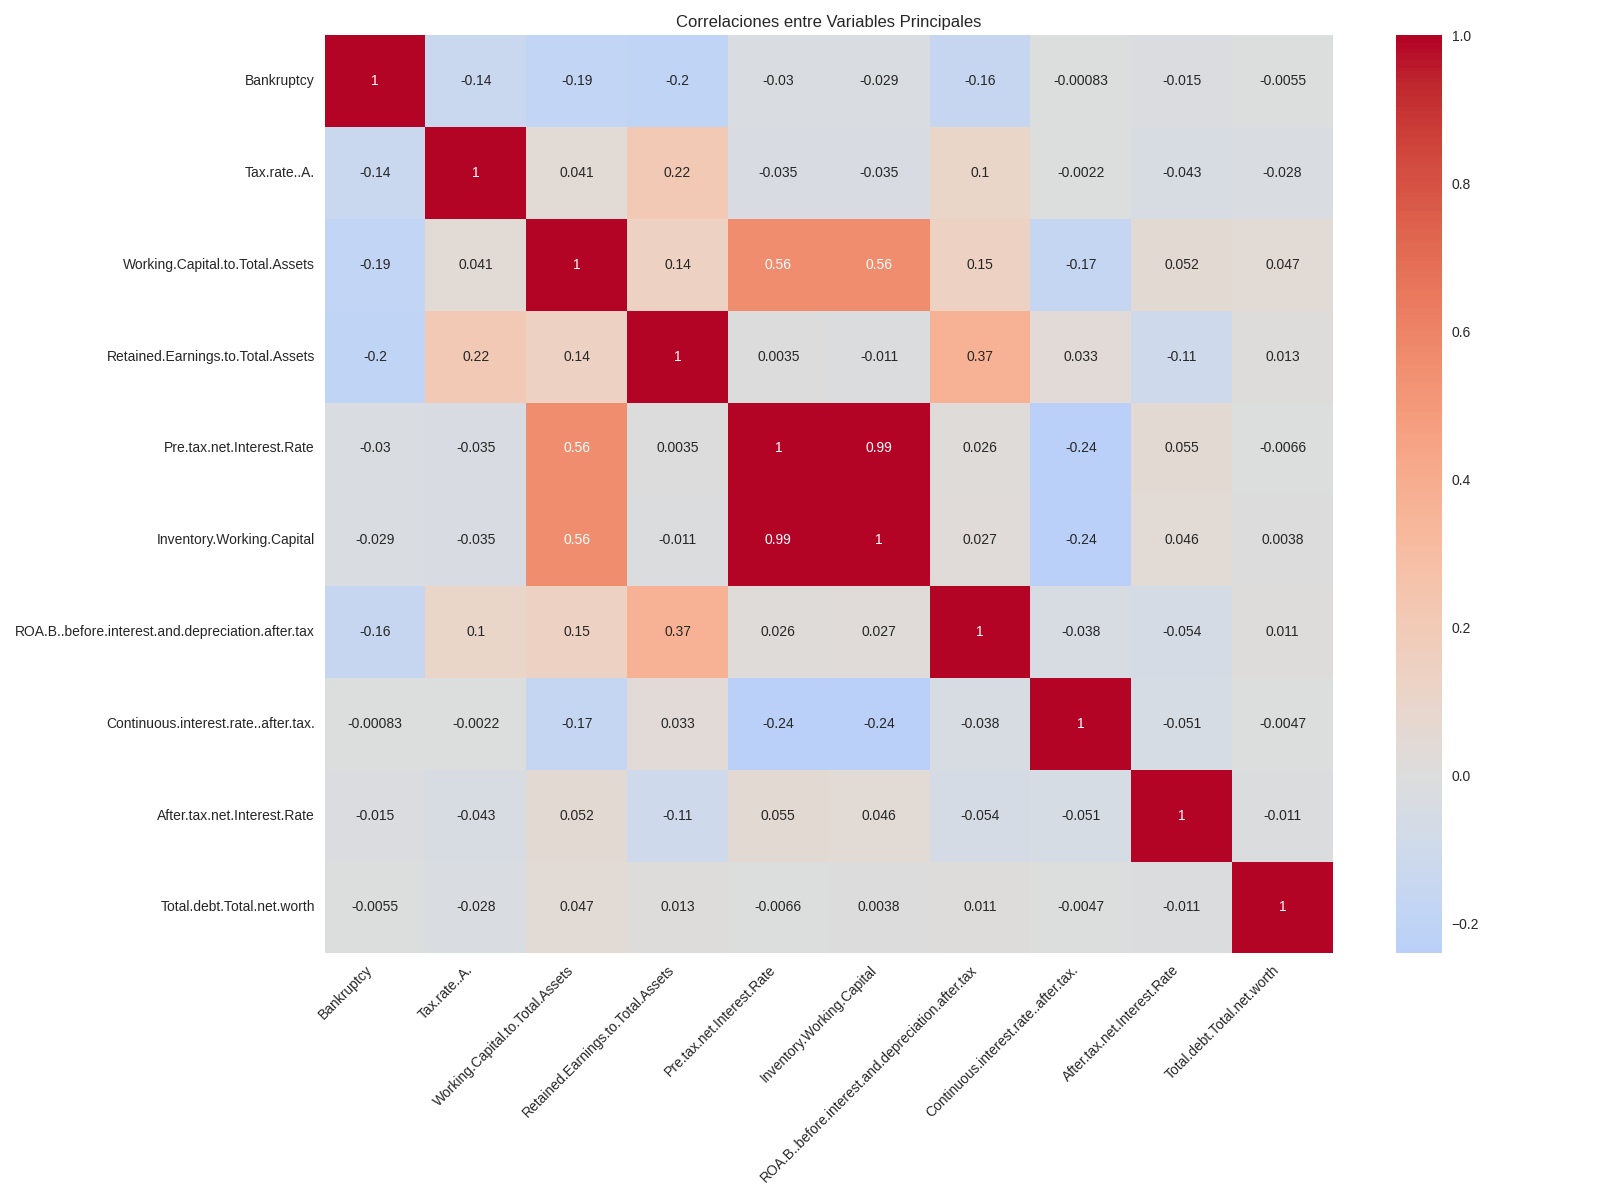 Correlaciones entre Variables Principales
Bankruptcy 1 -0.14 -0.19 -0.2 -0.03 -0.029 -0.16 -0.00083 -0.015 -0.0055
Tax.rate..A. -0.14 1 0.041 0.22 -0.035 -0.035 0.1 -0.0022 -0.043 -0.028
Working.Capital.to.Total.Assets -0.19 0.041 1 0.14 0.56 0.56 0.15 -0.17 0.052 0.047
Retained.Earnings.to.Total.Assets -0.2 0.22 0.14 1 0.0035 -0.011 0.37 0.033 -0.11 0.013
Pre.tax.net.Interest.Rate -0.03 -0.035 0.56 0.0035 1 0.99 0.026 -0.24 0.055 -0.0066
Inventory.Working.Capital -0.029 -0.035 0.56 -0.011 0.99 1 0.027 -0.24 0.046 0.0038
ROA.B..before.interest.and.depreciation.after.tax -0.16 0.1 0.15 0.37 0.026 0.027 1 -0.038 -0.054 0.011
Continuous.interest.rate..after.tax. -0.00083 -0.0022 -0.17 0.033 -0.24 -0.24 -0.038 1 -0.051 -0.0047
After.tax.net.Interest.Rate -0.015 -0.043 0.052 -0.11 0.055 0.046 -0.054 -0.051 1 -0.011
Total.debt.Total.net.worth -0.0055 -0.028 0.047 0.013 -0.0066 0.0038 0.011 -0.0047 -0.011 1
Bankruptcy
Tax.rate..A.
Working.Capital.to.Total.Assets
Retained.Earnings.to.Total.Assets
Pre.tax.net.Interest.Rate
Inventory.Working.Capital
ROA.B..before.interest.and.depreciation.after.tax
Continuous.interest.rate..after.tax.
After.tax.net.Interest.Rate
Total.debt.Total.net.worth
1.0
0.8
0.6
0.4
0.2
0.0
−0.2